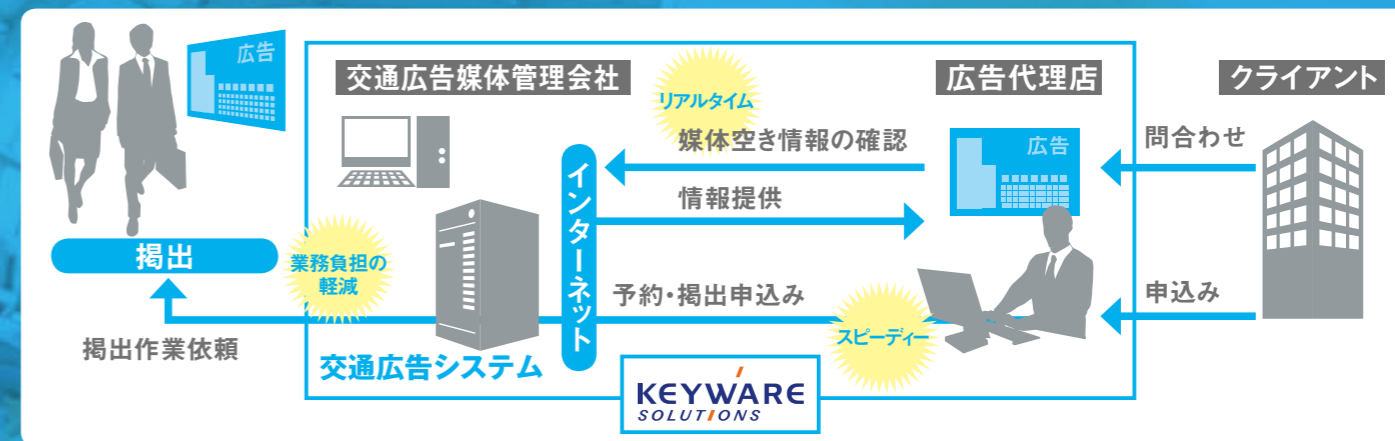 広告
交通広告媒体管理会社
広告代理店
クライアント
リアルタイム
媒体空き情報の確認
広告
問合わせ
情報提供
インターネット
掲出
業務負担の
軽減
予約・掲出申込み
申込み
スピーディー
掲出作業依頼
交通広告システム
KEYWARE
SOLUTIONS